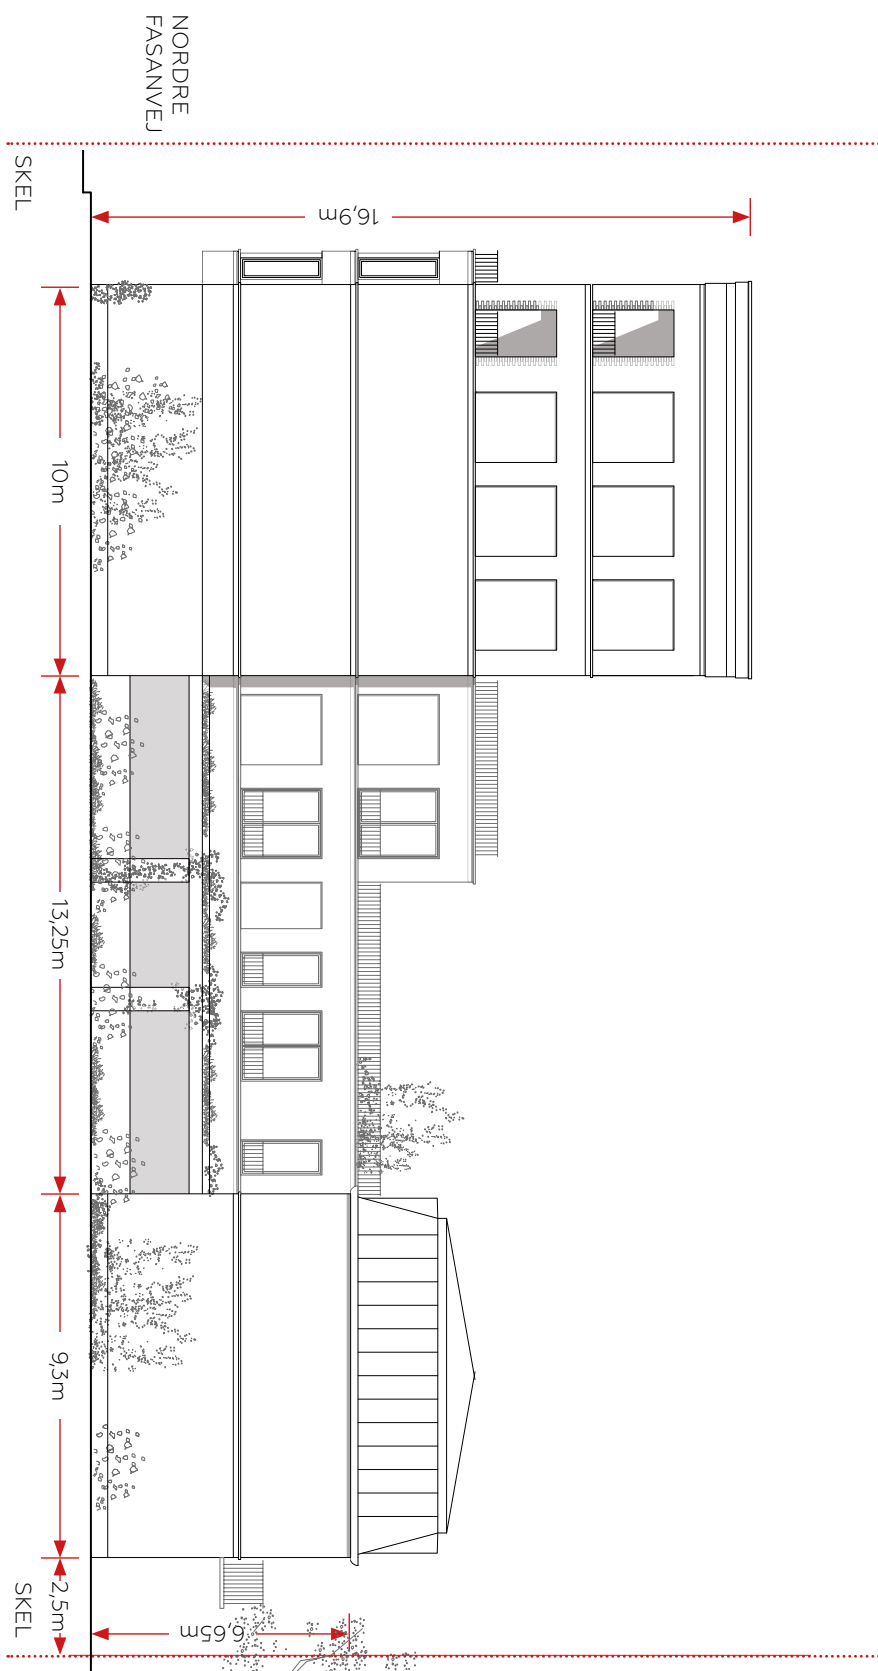 NORDRE
FASANVEJ
SKEL
16,9m
10m
13,25m
9,3m
2,5m
6,65m
SKEL